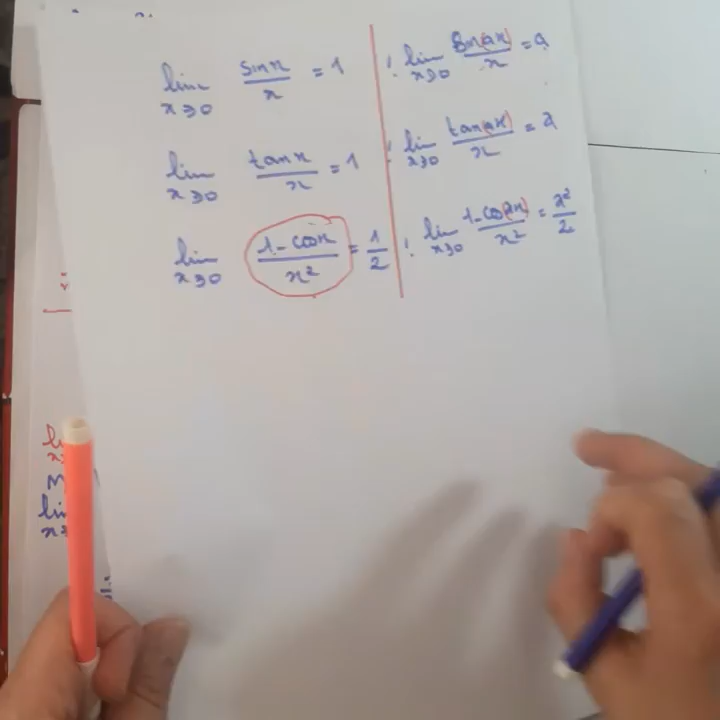 lim x→0 sinx/x = 1 ! lim x→0 sin(ax)/x = a
lim x→0 tanx/x = 1 ! lim x→0 tan(ax)/x = a
lim x→0 1-cosx/x² = 1/2 ! lim x→0 1-cos(ax)/x² = a²/2